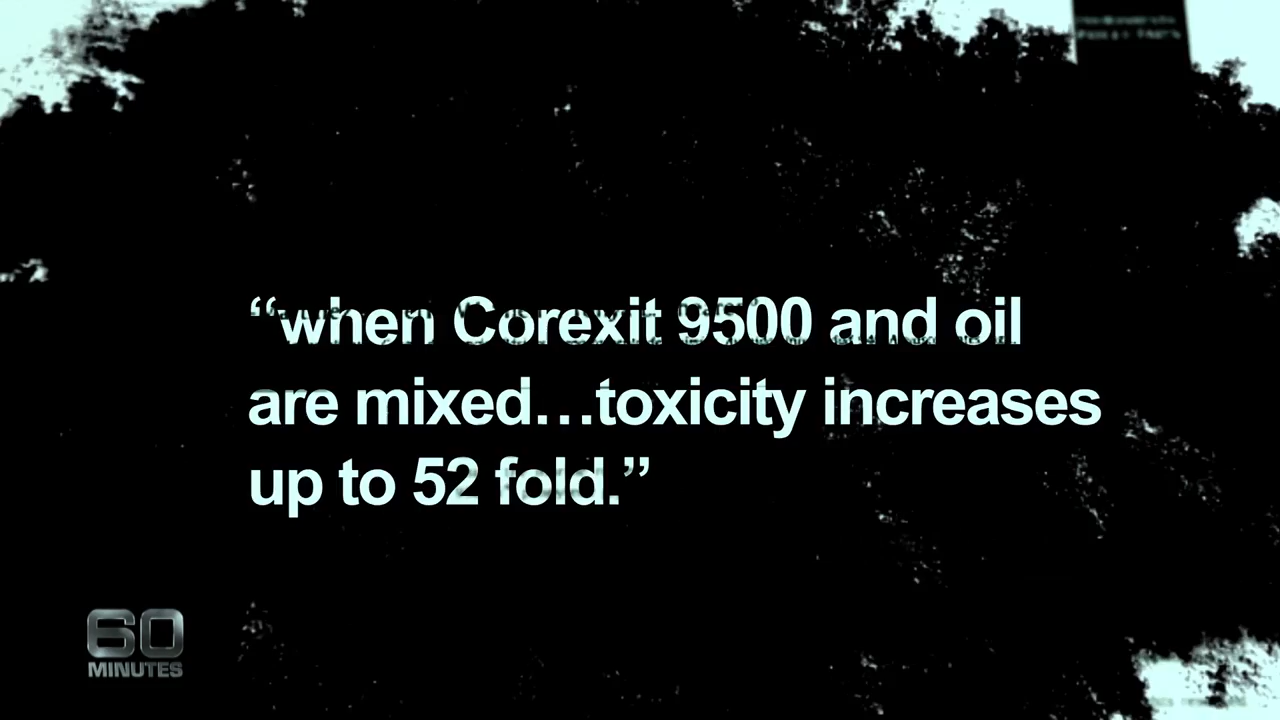 “when Corexit 9500 and oil
are mixed…toxicity increases
up to 52 fold.”
60
MINUTES